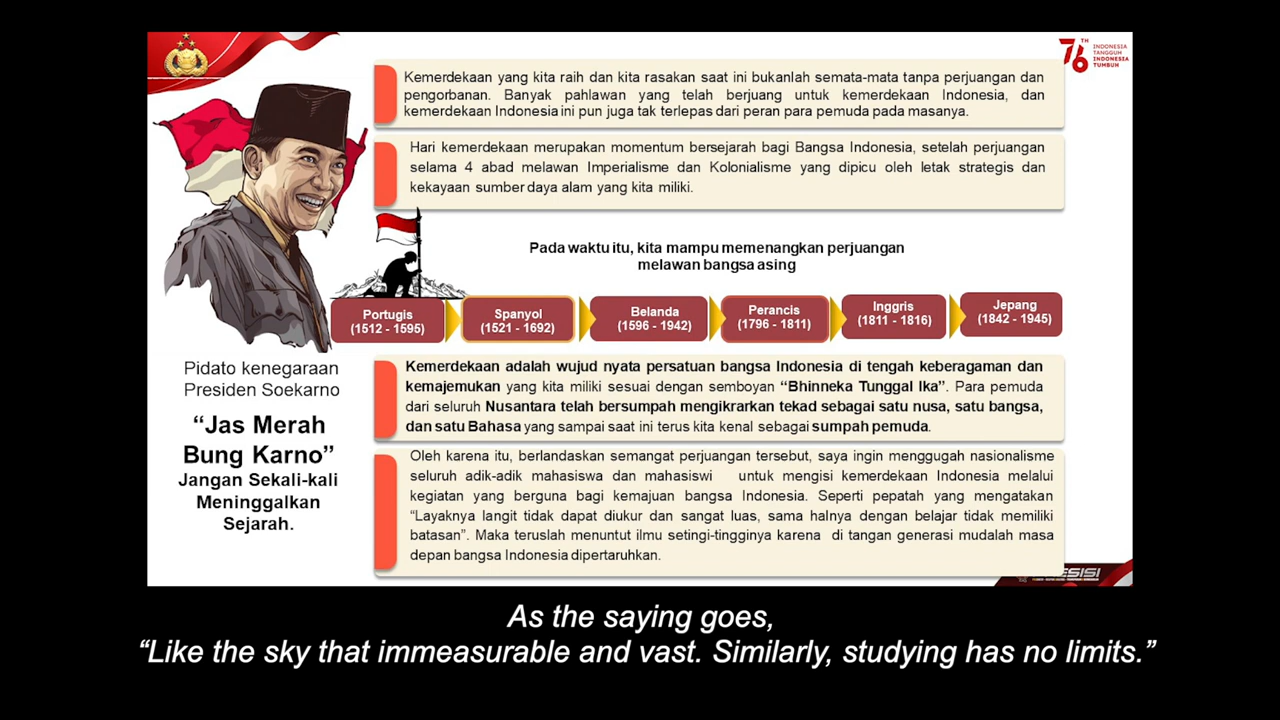 76 TH
INDONESIA
TANGGUH
INDONESIA
TUMBUH
Kemerdekaan yang kita raih dan kita rasakan saat ini bukanlah semata-mata tanpa perjuangan dan
pengorbanan. Banyak pahlawan yang telah berjuang untuk kemerdekaan Indonesia, dan
kemerdekaan Indonesia ini pun juga tak terlepas dari peran para pemuda pada masanya.
Hari kemerdekaan merupakan momentum bersejarah bagi Bangsa Indonesia, setelah perjuangan
selama 4 abad melawan Imperialisme dan Kolonialisme yang dipicu oleh letak strategis dan
kekayaan sumber daya alam yang kita miliki.
Pada waktu itu, kita mampu memenangkan perjuangan
melawan bangsa asing
Portugis
(1512 - 1595)
Spanyol
(1521 - 1692)
Belanda
(1596 - 1942)
Perancis
(1796 - 1811)
Inggris
(1811 - 1816)
Jepang
(1842 - 1945)
Pidato kenegaraan
Presiden Soekarno
“Jas Merah
Bung Karno”
Jangan Sekali-kali
Meninggalkan
Sejarah.
Kemerdekaan adalah wujud nyata persatuan bangsa Indonesia di tengah keberagaman dan
kemajemukan yang kita miliki sesuai dengan semboyan “Bhinneka Tunggal Ika”. Para pemuda
dari seluruh Nusantara telah bersumpah mengikrarkan tekad sebagai satu nusa, satu bangsa,
dan satu Bahasa yang sampai saat ini terus kita kenal sebagai sumpah pemuda.
Oleh karena itu, berlandaskan semangat perjuangan tersebut, saya ingin menggugah nasionalisme
seluruh adik-adik mahasiswa dan mahasiswi untuk mengisi kemerdekaan Indonesia melalui
kegiatan yang berguna bagi kemajuan bangsa Indonesia. Seperti pepatah yang mengatakan
“Layaknya langit tidak dapat diukur dan sangat luas, sama halnya dengan belajar tidak memiliki
batasan”. Maka teruslah menuntut ilmu setingi-tingginya karena di tangan generasi mudalah masa
depan bangsa Indonesia dipertaruhkan.
As the saying goes,
“Like the sky that immeasurable and vast. Similarly, studying has no limits.”